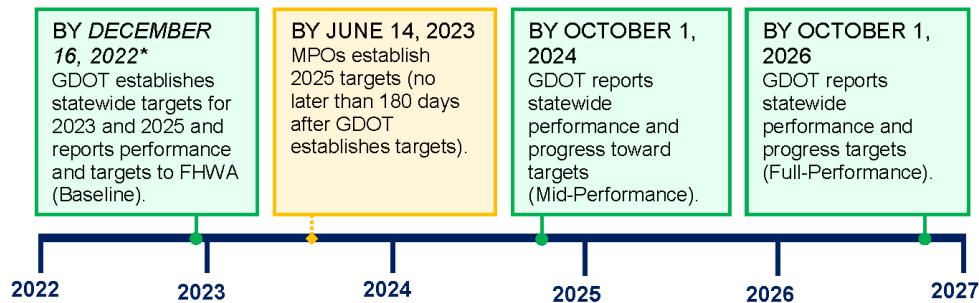 BY DECEMBER
16, 2022*
GDOT establishes
statewide targets for
2023 and 2025 and
reports performance
and targets to FHWA
(Baseline).
BY JUNE 14, 2023
MPOs establish
2025 targets (no
later than 180 days
after GDOT
establishes targets).
BY OCTOBER 1,
2024
GDOT reports
statewide
performance and
progress toward
targets
(Mid-Performance).
BY OCTOBER 1,
2026
GDOT reports
statewide
performance and
progress targets
(Full-Performance).
2022
2023
2024
2025
2026
2027